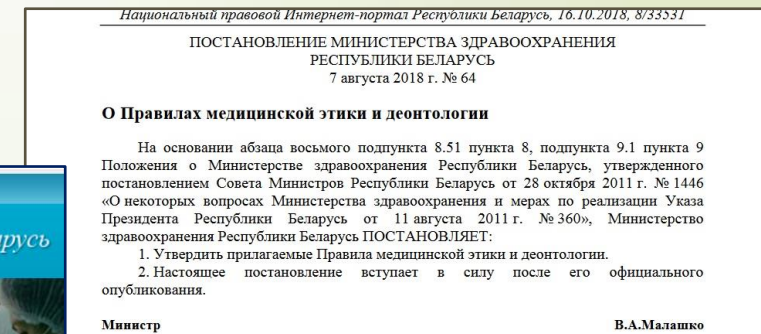 Национальный правовой Интернет-портал Республики Беларусь, 16.10.2018, 8/33531
ПОСТАНОВЛЕНИЕ МИНИСТЕРСТВА ЗДРАВООХРАНЕНИЯ
РЕСПУБЛИКИ БЕЛАРУСЬ
7 августа 2018 г. № 64
О Правилах медицинской этики и деонтологии
На основании абзаца восьмого подпункта 8.51 пункта 8, подпункта 9.1 пункта 9
Положения о Министерстве здравоохранения Республики Беларусь, утвержденного
постановлением Совета Министров Республики Беларусь от 28 октября 2011 г. № 1446
«О некоторых вопросах Министерства здравоохранения и мерах по реализации Указа
Президента Республики Беларусь от 11 августа 2011 г. № 360», Министерство
здравоохранения Республики Беларусь ПОСТАНОВЛЯЕТ:
1. Утвердить прилагаемые Правила медицинской этики и деонтологии.
2. Настоящее постановление вступает в силу после его официального
опубликования.
Министр В.А.Малашко